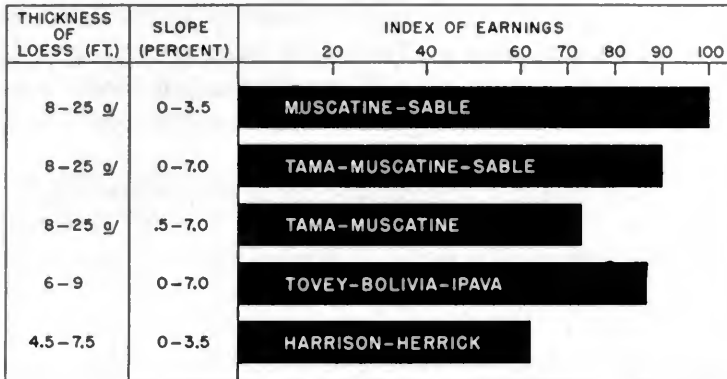 THICKNESS OF LOESS (FT.) SLOPE (PERCENT) INDEX OF EARNINGS
20 40 60 70 80 90 100
8-25 a/ 0-3.5 MUSCATINE-SABLE
8-25 a/ 0-7.0 TAMA-MUSCATINE-SABLE
8-25 a/ .5-7.0 TAMA-MUSCATINE
6-9 0-7.0 TOVEY-BOLIVIA-IPAVA
4.5-7.5 0-3.5 HARRISON-HERRICK